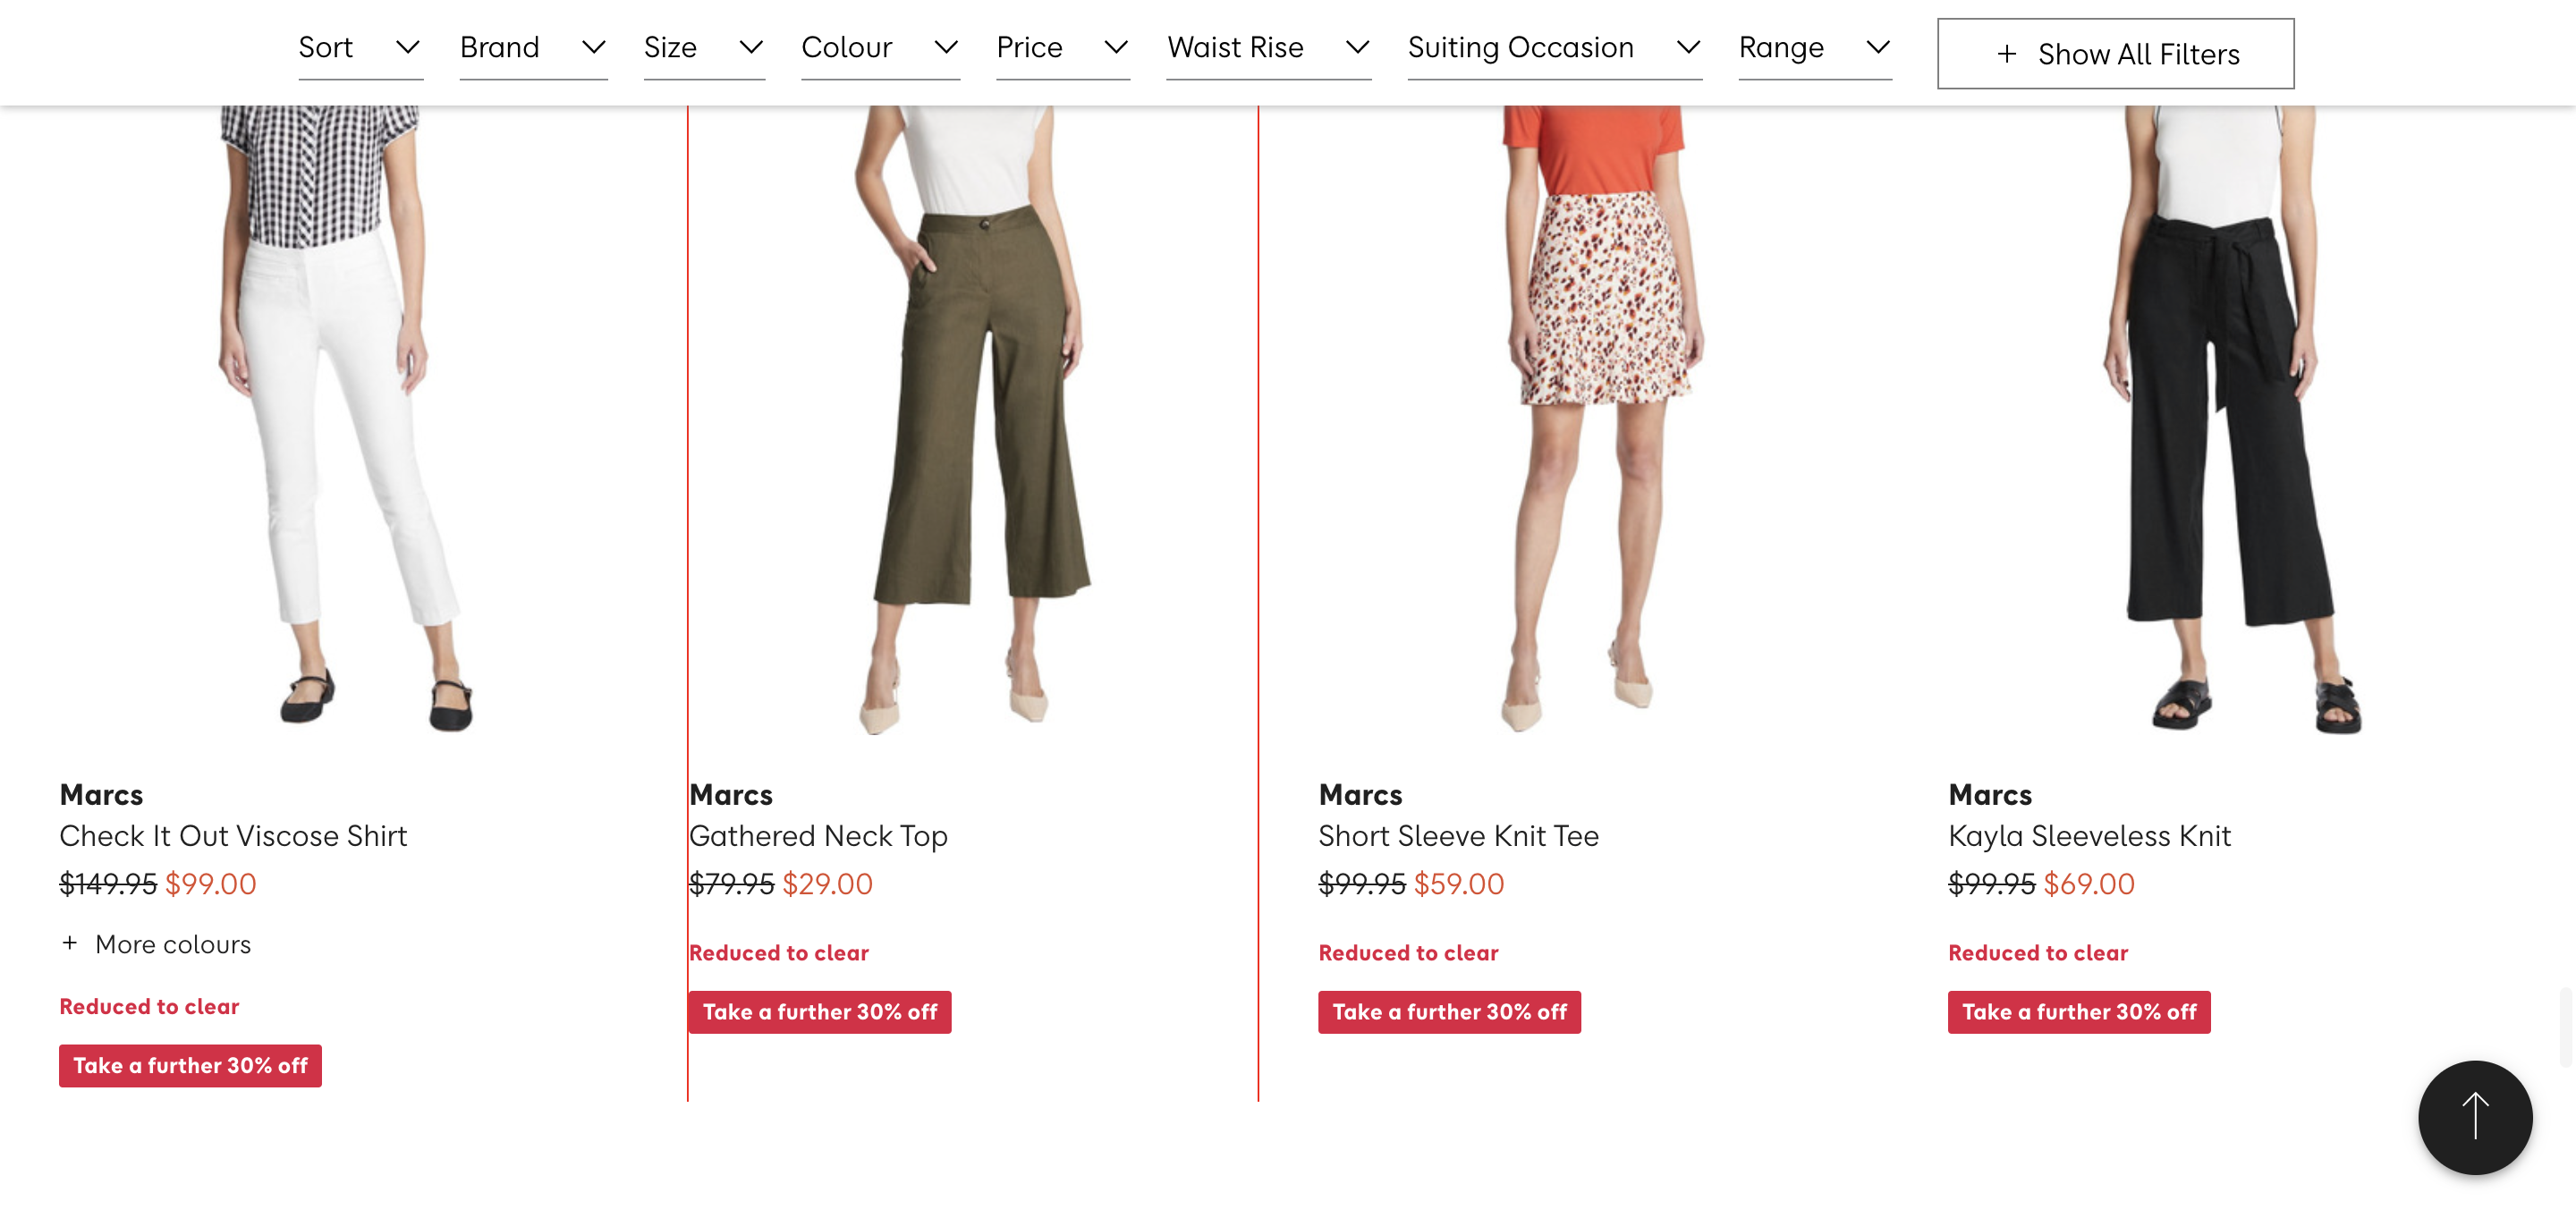 Sort Brand Size Colour Price Waist Rise Suiting Occasion Range + Show All Filters
Marcs
Check It Out Viscose Shirt
$149.95 $99.00
+ More colours
Reduced to clear
Take a further 30% off
Marcs
Gathered Neck Top
$79.95 $29.00
Reduced to clear
Take a further 30% off
Marcs
Short Sleeve Knit Tee
$99.95 $59.00
Reduced to clear
Take a further 30% off
Marcs
Kayla Sleeveless Knit
$99.95 $69.00
Reduced to clear
Take a further 30% off